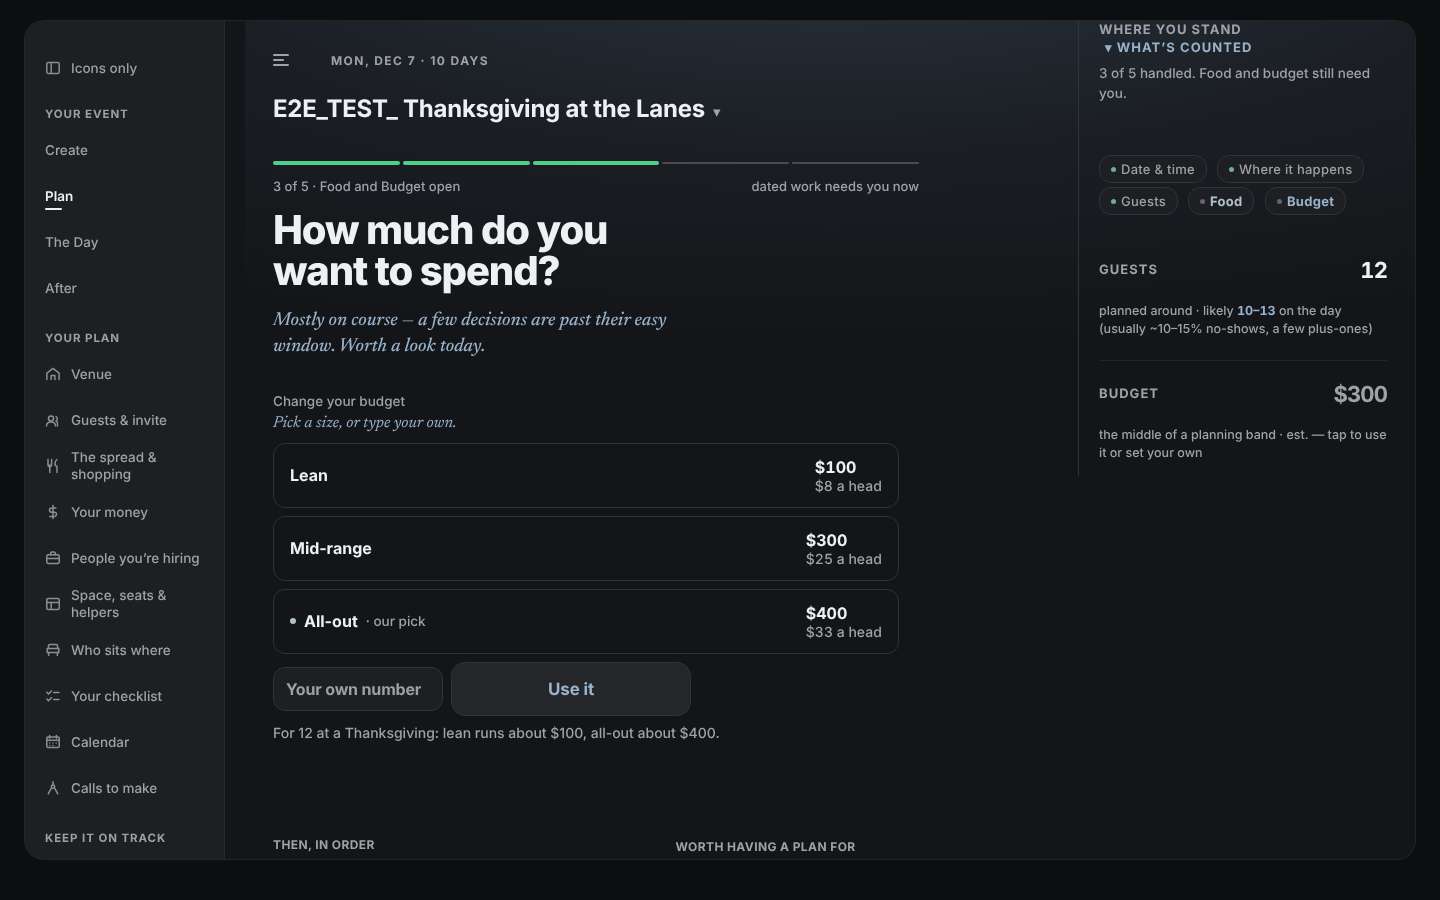 Icons only
YOUR EVENT
Create
Plan
The Day
After
YOUR PLAN
Venue
Guests & invite
The spread &
shopping
Your money
People you’re hiring
Space, seats &
helpers
Who sits where
Your checklist
Calendar
Calls to make
KEEP IT ON TRACK
MON, DEC 7 · 10 DAYS
E2E_TEST_ Thanksgiving at the Lanes ▾
3 of 5 · Food and Budget open
dated work needs you now
How much do you
want to spend?
Mostly on course — a few decisions are past their easy
window. Worth a look today.
Change your budget
Pick a size, or type your own.
Lean
$100
$8 a head
Mid-range
$300
$25 a head
All-out · our pick
$400
$33 a head
Your own number
Use it
For 12 at a Thanksgiving: lean runs about $100, all-out about $400.
THEN, IN ORDER
WORTH HAVING A PLAN FOR
WHERE YOU STAND
▾ WHAT’S COUNTED
3 of 5 handled. Food and budget still need
you.
Date & time
Where it happens
Guests
Food
Budget
GUESTS
12
planned around · likely 10–13 on the day
(usually ~10–15% no-shows, a few plus-ones)
BUDGET
$300
the middle of a planning band · est. — tap to use
it or set your own